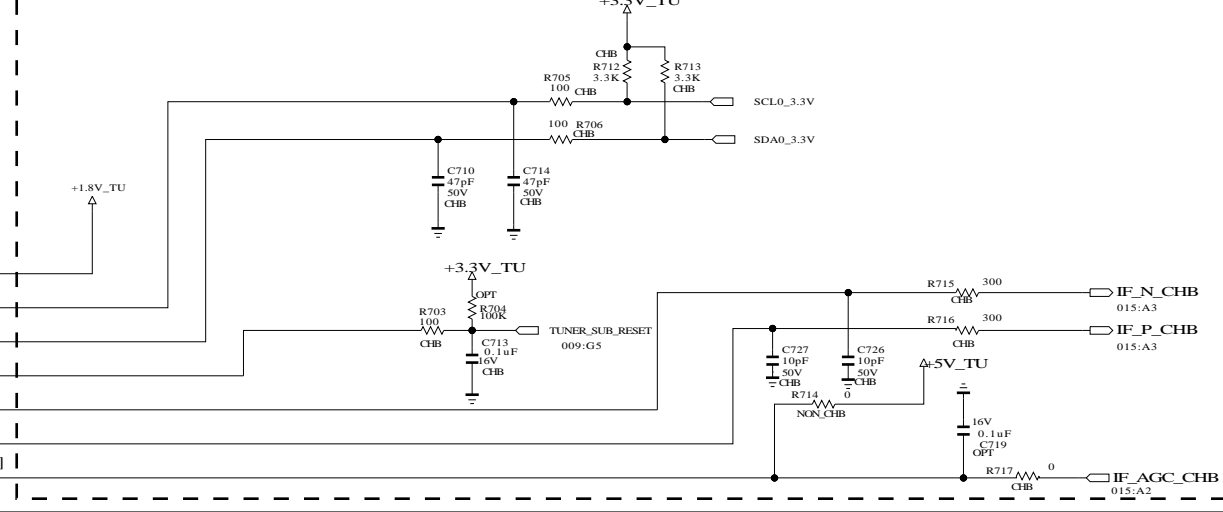 +3.3V_TU
CHB
R712
3.3K
R713
3.3K
CHB
R705
100
CHB
SCL0_3.3V
100
R706
CHB
SDA0_3.3V
C710
47pF
50V
CHB
C714
47pF
50V
CHB
+1.8V_TU
+3.3V_TU
OPT
R704
100K
R703
100
CHB
TUNER_SUB_RESET
009:G5
C713
0.1uF
16V
CHB
R715
300
CHB
IF_N_CHB
015:A3
R716
300
CHB
IF_P_CHB
015:A3
C727
10pF
50V
CHB
C726
10pF
50V
CHB
+5V_TU
R714
0
NON_CHB
16V
0.1uF
C719
OPT
R717
0
CHB
IF_AGC_CHB
015:A2
]